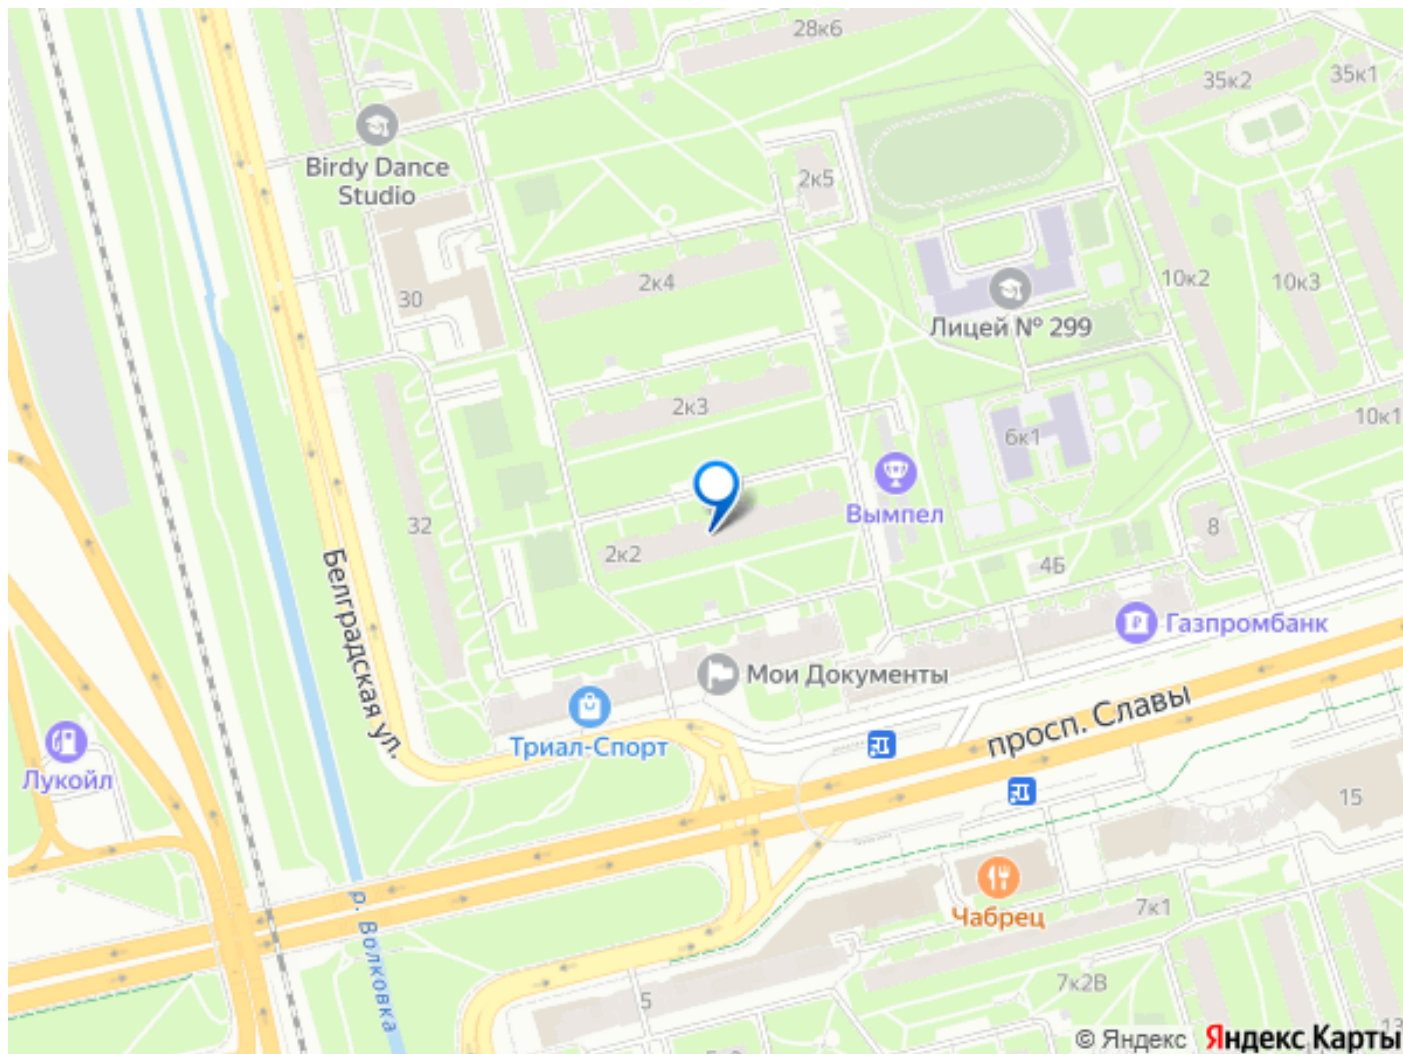 28к6
35к2
35к1
Birdy Dance
Studio
2к5
2к4
30
10к2
10к3
Лицей № 299
2к3
10к1
6к1
Вымпел
32
2к2
8
4Б
Белградская ул.
Газпромбанк
Мои Документы
Триал-Спорт
просп. Славы
Лукойл
15
Чабрец
7к1
р. Волковка
7к2В
5
© Яндекс Яндекс Карты